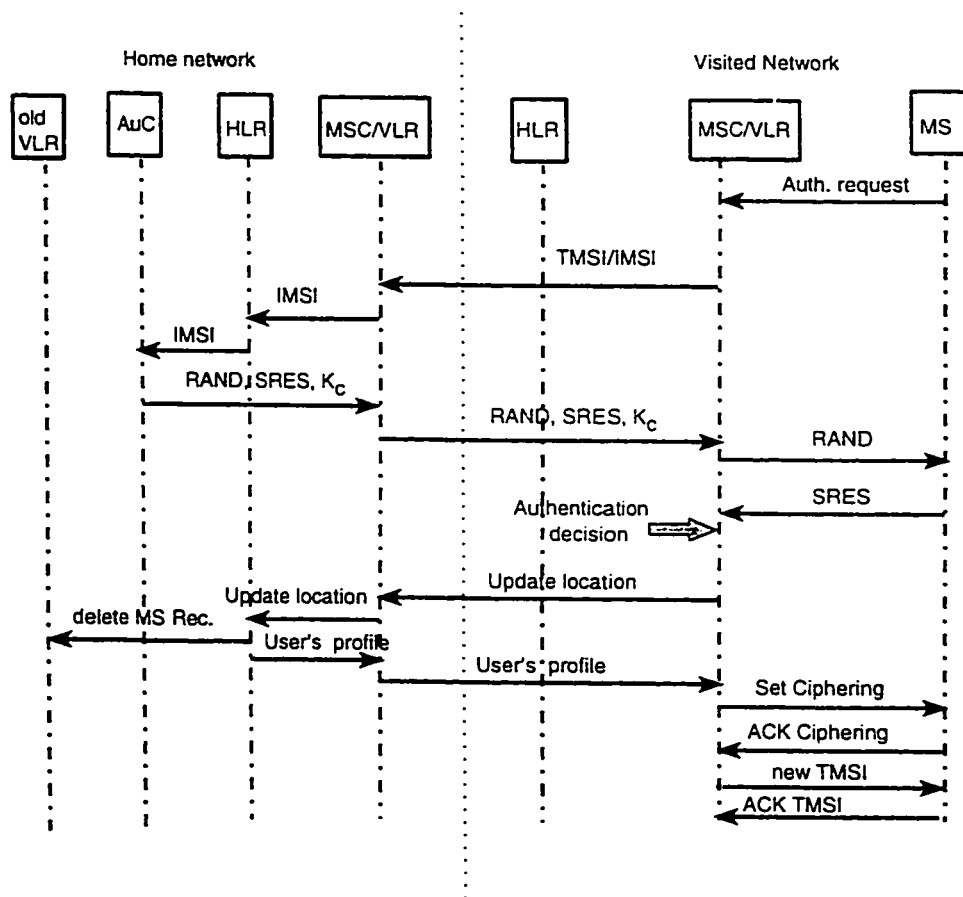 Home network
Visited Network
old
VLR
AuC
HLR
MSC/VLR
HLR
MSC/VLR
MS
Auth. request
TMSI/IMSI
IMSI
IMSI
RAND, SRES, Kc
RAND, SRES, Kc
RAND
SRES
Authentication
decision
Update location
Update location
delete MS Rec.
User's profile
User's profile
Set Ciphering
ACK Ciphering
new TMSI
ACK TMSI